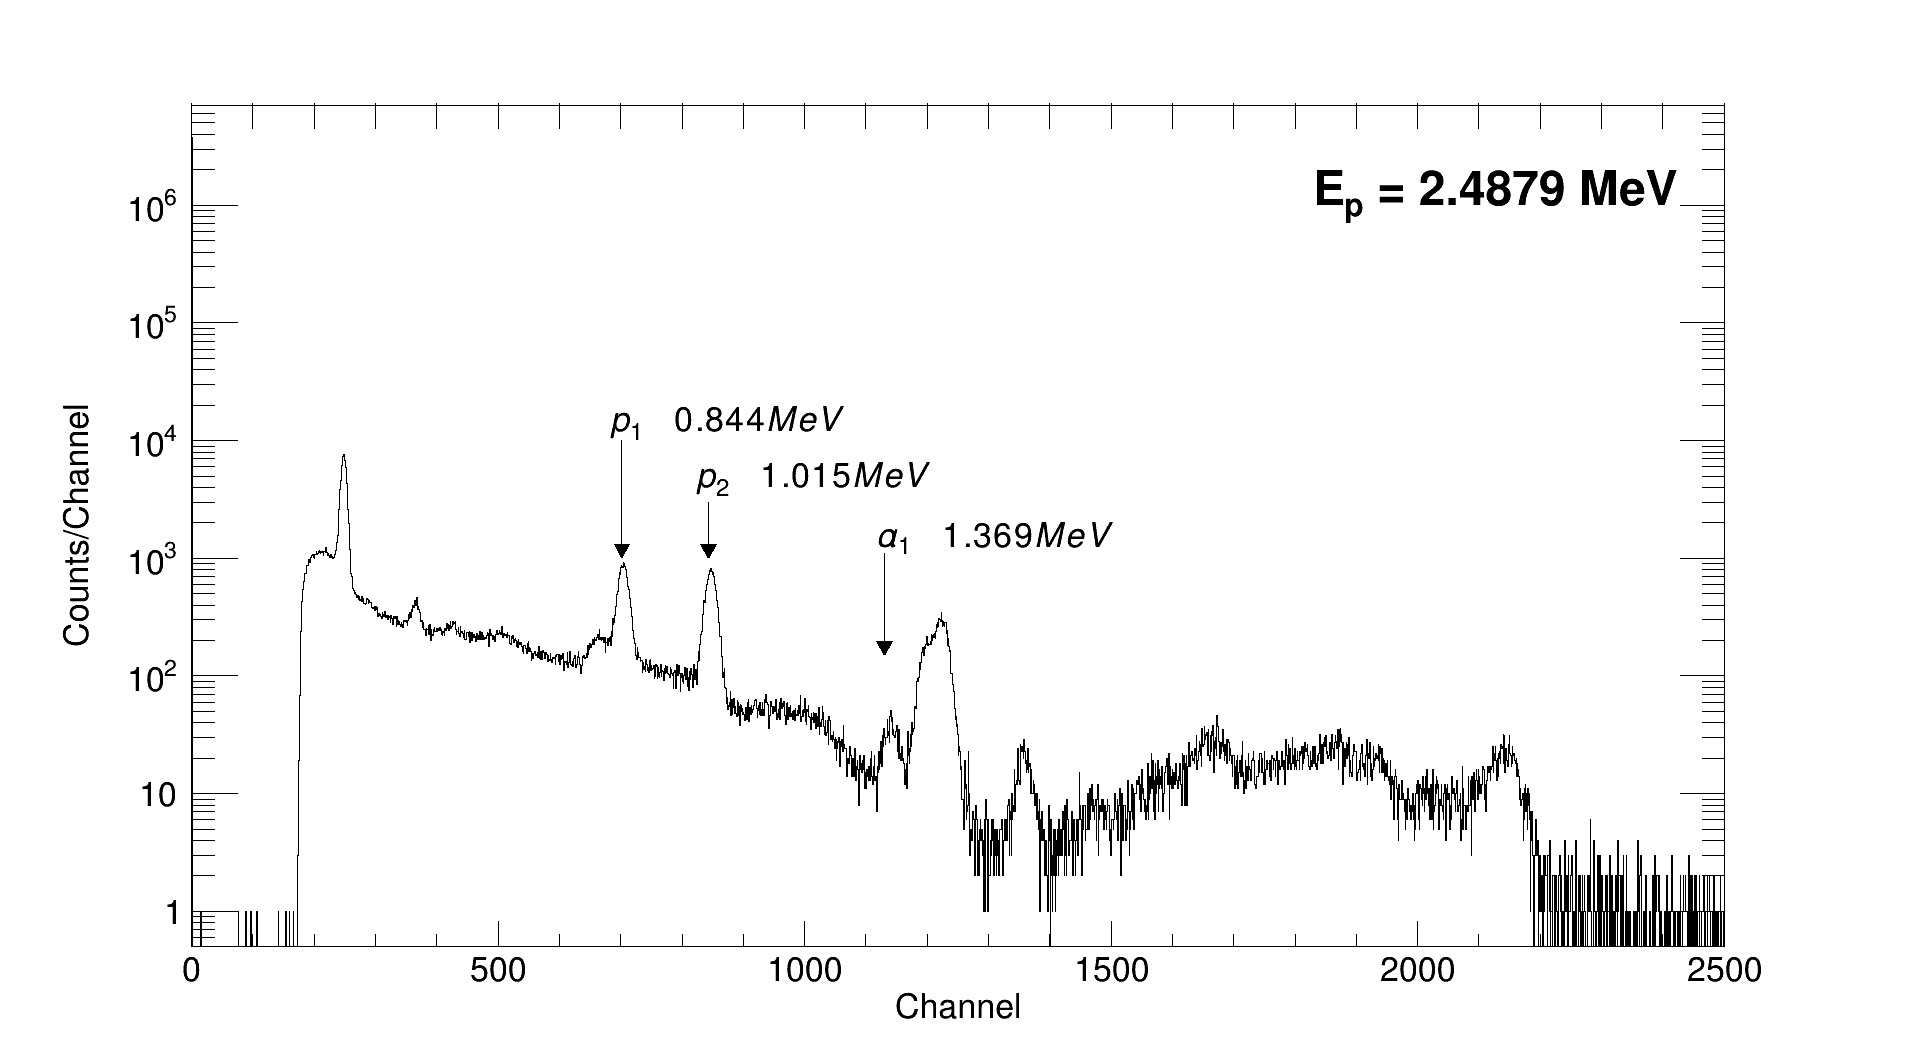 E_p = 2.4879 MeV
10^6
10^5
10^4
10^3
10^2
10
1
Counts/Channel
p_1 0.844MeV
p_2 1.015MeV
α_1 1.369MeV
0 500 1000 1500 2000 2500
Channel